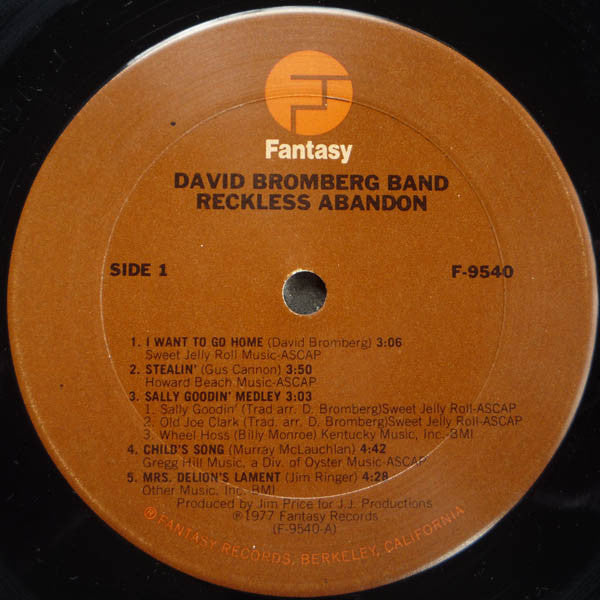 Fantasy
DAVID BROMBERG BAND
RECKLESS ABANDON
SIDE 1
F-9540
1. I WANT TO GO HOME (David Bromberg) 3:06
Sweet Jelly Roll Music-ASCAP
2. STEALIN' (Gus Cannon) 3:50
Howard Beach Music-ASCAP
3. SALLY GOODIN' MEDLEY 3:03
1. Sally Goodin' (Trad. arr. D. Bromberg)Sweet Jelly Roll-ASCAP
2. Old Joe Clark (Trad. arr. D. Bromberg)Sweet Jelly Roll-ASCAP
3. Wheel Hoss (Billy Monroe) Kentucky Music, Inc.-BMI
4. CHILD'S SONG (Murray McLauchlan) 4:42
Gregg Hill Music, a Div. of Oyster Music-ASCAP
5. MRS. DELION'S LAMENT (Jim Ringer) 4:28
Other Music, Inc.-BMI
Produced by Jim Price for J.J. Productions
℗1977 Fantasy Records
(F-9540-A)
® FANTASY RECORDS, BERKELEY, CALIFORNIA